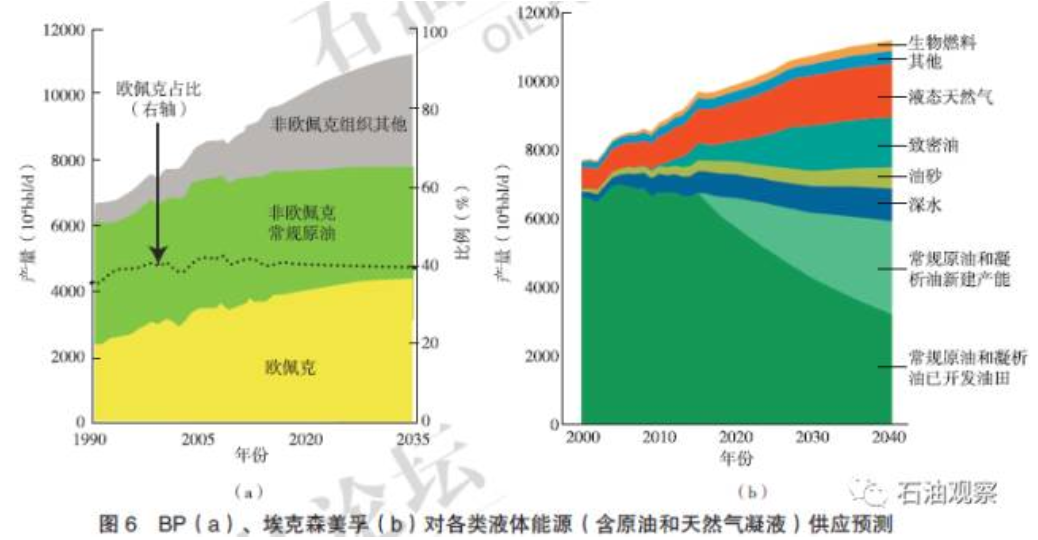 12000
10000
8000
6000
4000
2000
0
产量（10⁴bbl/d）
100
80
60
40
20
0
比例（%）
欧佩克占比
（右轴）
非欧佩克组织其他
非欧佩克
常规原油
欧佩克
1990 2005 2020 2035
年份
（a）
12000
10000
8000
6000
4000
2000
0
产量（10⁴bbl/d）
生物燃料
其他
液态天然气
致密油
油砂
深水
常规原油和凝
析油新建产能
常规原油和凝析
油已开发油田
2000 2010 2020 2030 2040
年份
（b）
石油观察
图 6 BP（a）、埃克森美孚（b）对各类液体能源（含原油和天然气凝液）供应预测
论坛